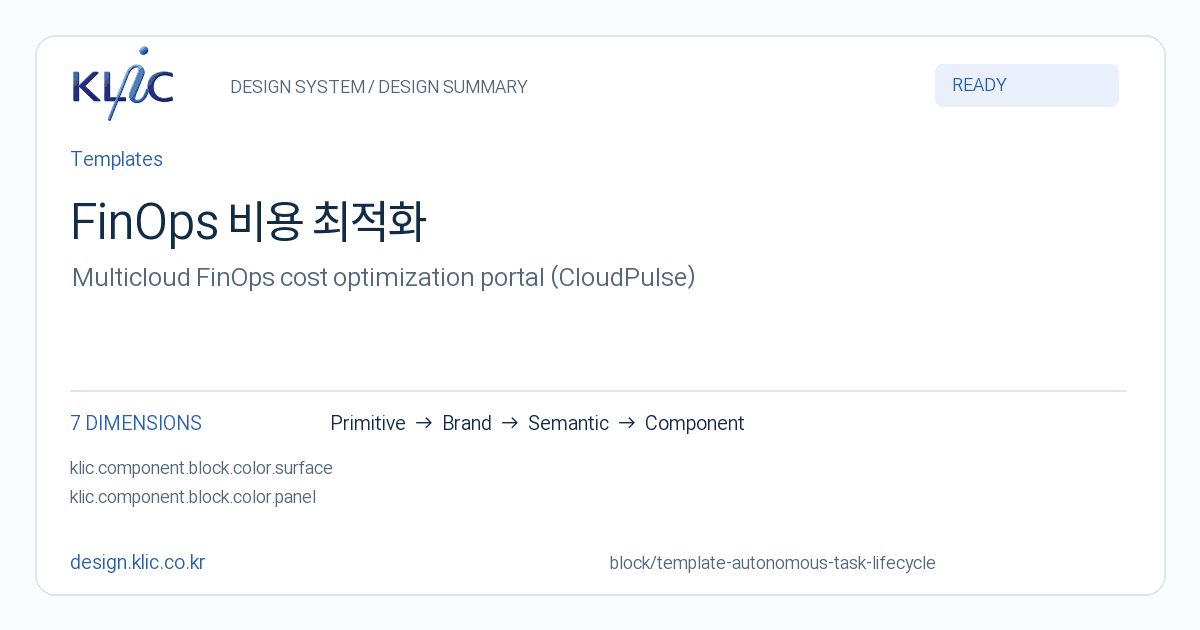 KLIC
DESIGN SYSTEM / DESIGN SUMMARY
READY
Templates
FinOps 비용 최적화
Multicloud FinOps cost optimization portal (CloudPulse)
7 DIMENSIONS
Primitive → Brand → Semantic → Component
klic.component.block.color.surface
klic.component.block.color.panel
design.klic.co.kr
block/template-autonomous-task-lifecycle